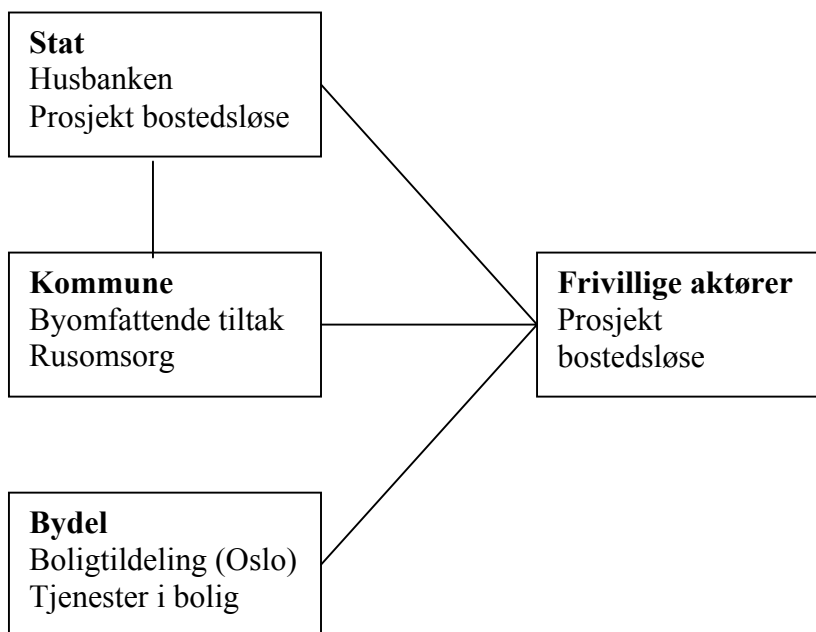 Stat
Husbanken
Prosjekt bostedsløse
Kommune
Byomfattende tiltak
Rusomsorg
Frivillige aktører
Prosjekt
bostedsløse
Bydel
Boligtildeling (Oslo)
Tjenester i bolig